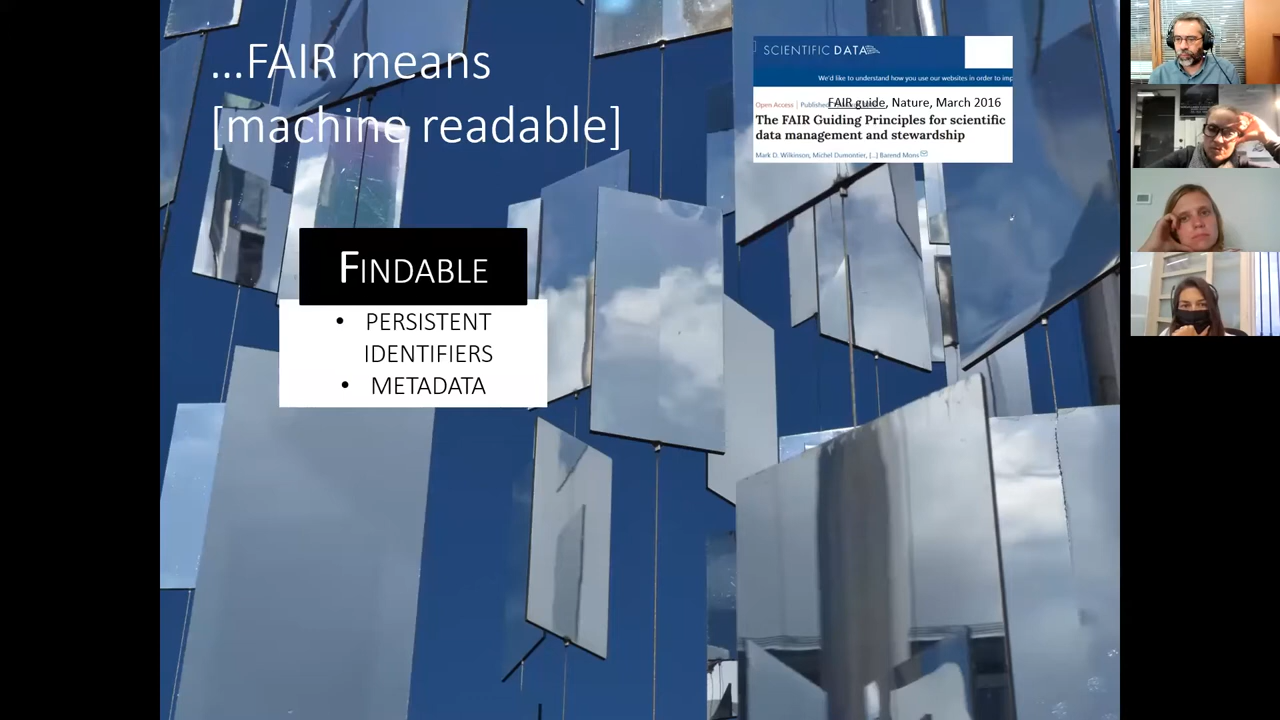 ...FAIR means
[machine readable]
SCIENTIFIC DATA
We'd like to understand how you use our websites in order to imp
Open Access | Published
FAIR guide, Nature, March 2016
The FAIR Guiding Principles for scientific
data management and stewardship
Mark D. Wilkinson, Michel Dumontier, [...] Barend Mons
FINDABLE
• PERSISTENT
IDENTIFIERS
• METADATA